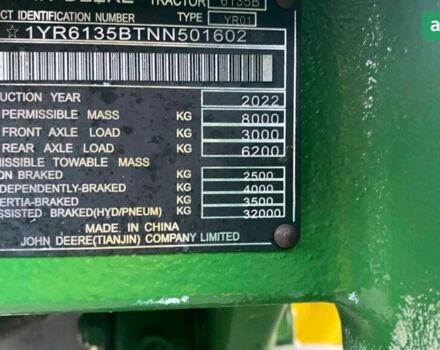 TRACTOR 6135B
CT IDENTIFICATION NUMBER TYPE YR01
☆1YR6135BTNN501602
UCTION YEAR 2022
PERMISSIBLE MASS KG 8000
FRONT AXLE LOAD KG 3000
REAR AXLE LOAD KG 6200
MISSIBLE TOWABLE MASS
ON BRAKED KG 2500
DEPENDENTLY-BRAKED KG 4000
ERTIA-BRAKED KG 3500
SSISTED BRAKED(HYD/PNEUM) KG 32000
MADE IN CHINA
JOHN DEERE(TIANJIN) COMPANY LIMITED